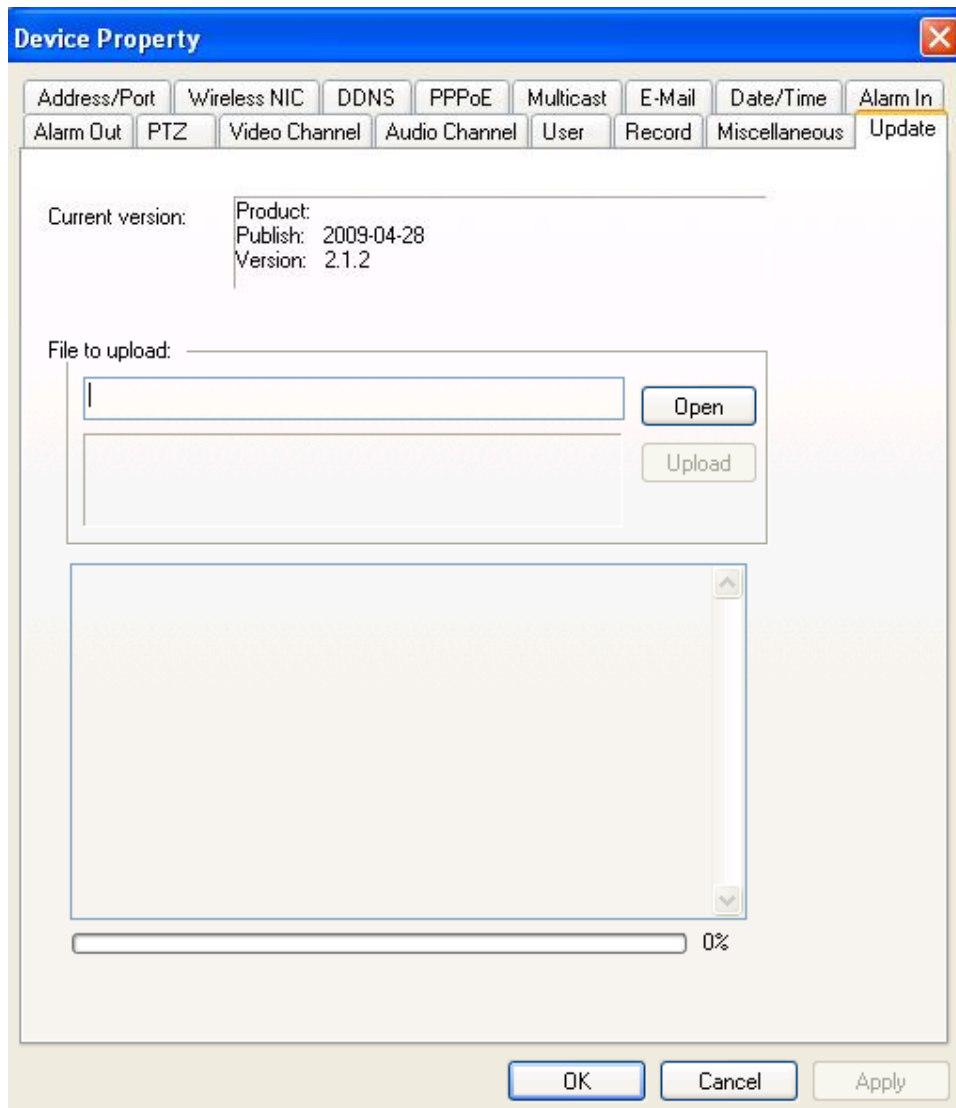 Device Property
Address/Port Wireless NIC DDNS PPPoE Multicast E-Mail Date/Time Alarm In
Alarm Out PTZ Video Channel Audio Channel User Record Miscellaneous Update
Current version:
Product:
Publish: 2009-04-28
Version: 2.1.2
File to upload:
Open
Upload
0%
OK Cancel Apply